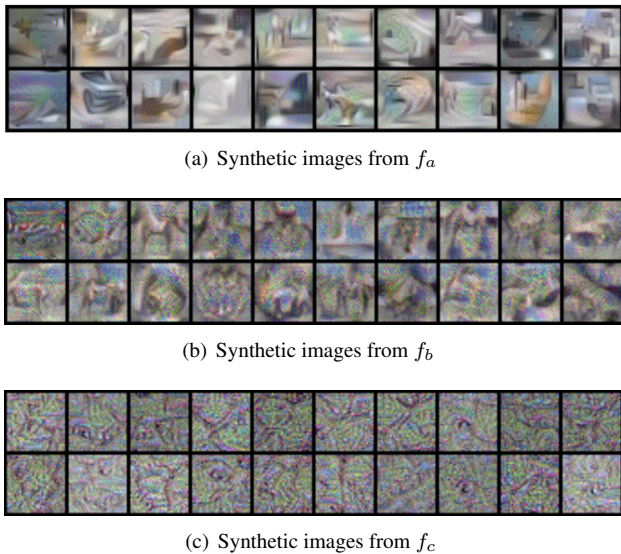 (a) Synthetic images from f_a
(b) Synthetic images from f_b
(c) Synthetic images from f_c